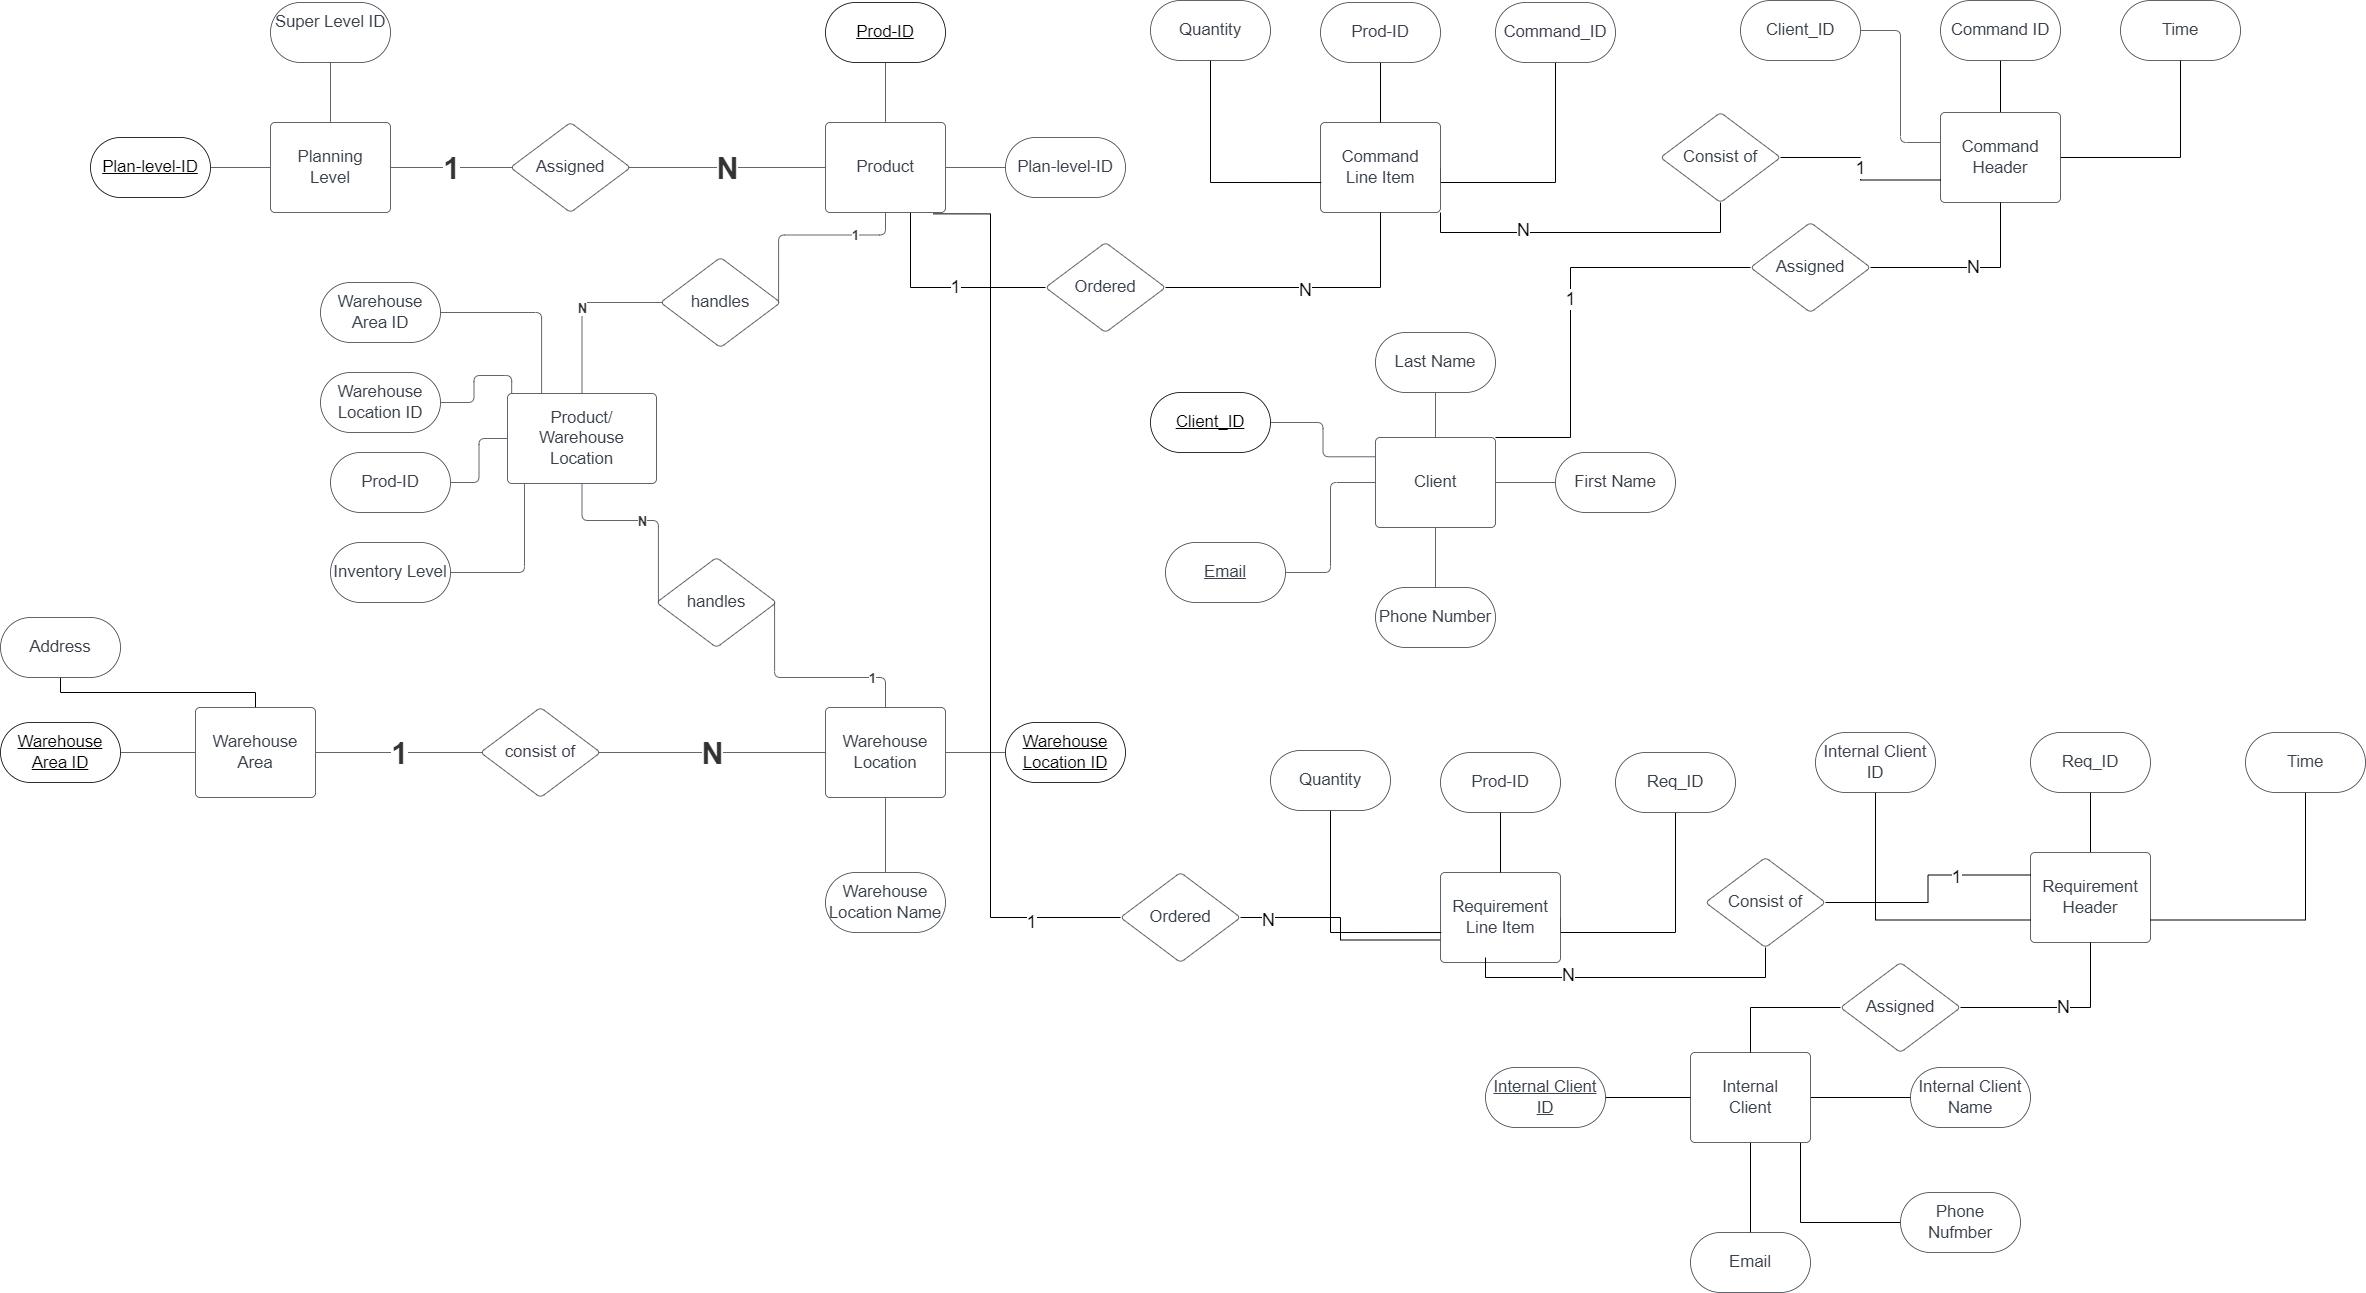 Super Level ID
Prod-ID
Quantity
Prod-ID
Command_ID
Client_ID
Command ID
Time
Plan-level-ID
Planning
Level
1
Assigned
N
Product
Plan-level-ID
Command
Line Item
Consist of
1
Command
Header
N
1
handles
N
1
Ordered
N
1
Assigned
N
Warehouse
Area ID
Warehouse
Location ID
Product/
Warehouse
Location
Prod-ID
Inventory Level
N
handles
1
Last Name
Client_ID
Client
First Name
Email
Phone Number
Address
Warehouse
Area ID
Warehouse
Area
1
consist of
N
Warehouse
Location
Warehouse
Location ID
Warehouse
Location Name
Quantity
Prod-ID
Req_ID
Internal Client
ID
Req_ID
Time
1
Ordered
N
Requirement
Line Item
Consist of
1
Requirement
Header
N
Assigned
N
Internal Client
ID
Internal
Client
Internal Client
Name
Phone
Nufmber
Email